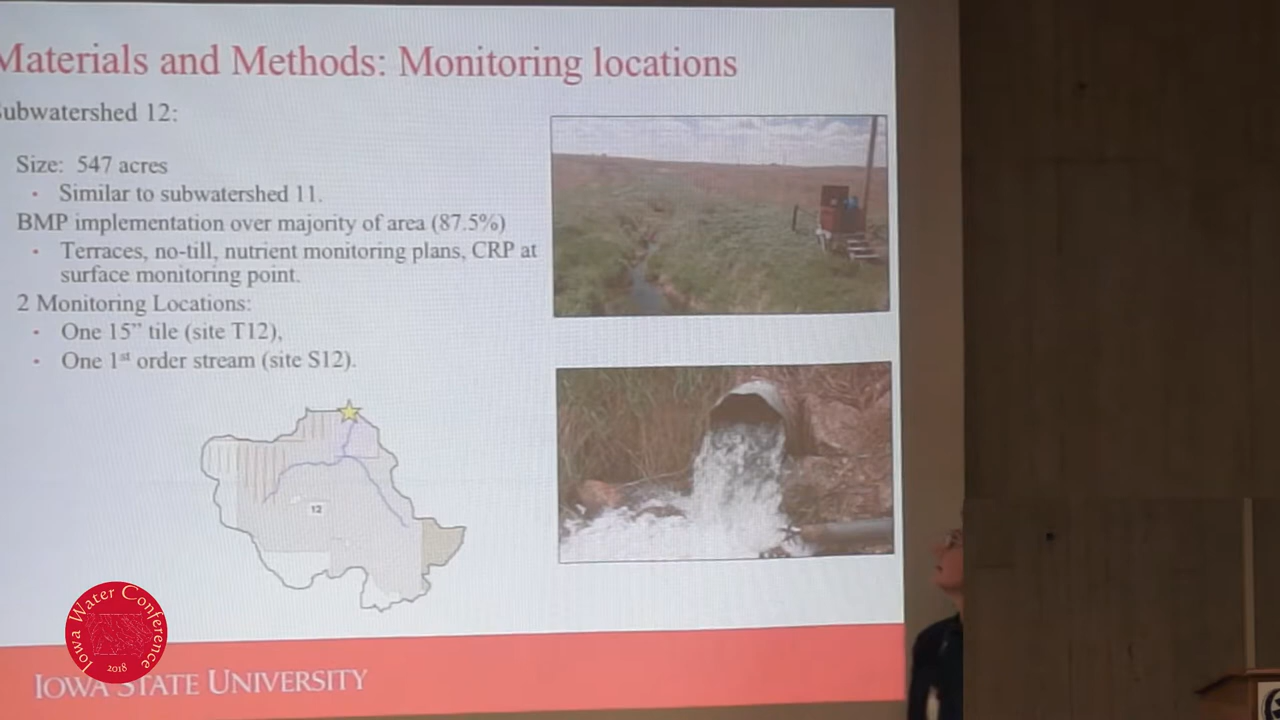 Materials and Methods: Monitoring locations
Subwatershed 12:
Size: 547 acres
• Similar to subwatershed 11.
BMP implementation over majority of area (87.5%)
• Terraces, no-till, nutrient monitoring plans, CRP at
surface monitoring point.
2 Monitoring Locations:
• One 15” tile (site T12),
• One 1st order stream (site S12).
12
Iowa Water Conference
2018
IOWA STATE UNIVERSITY